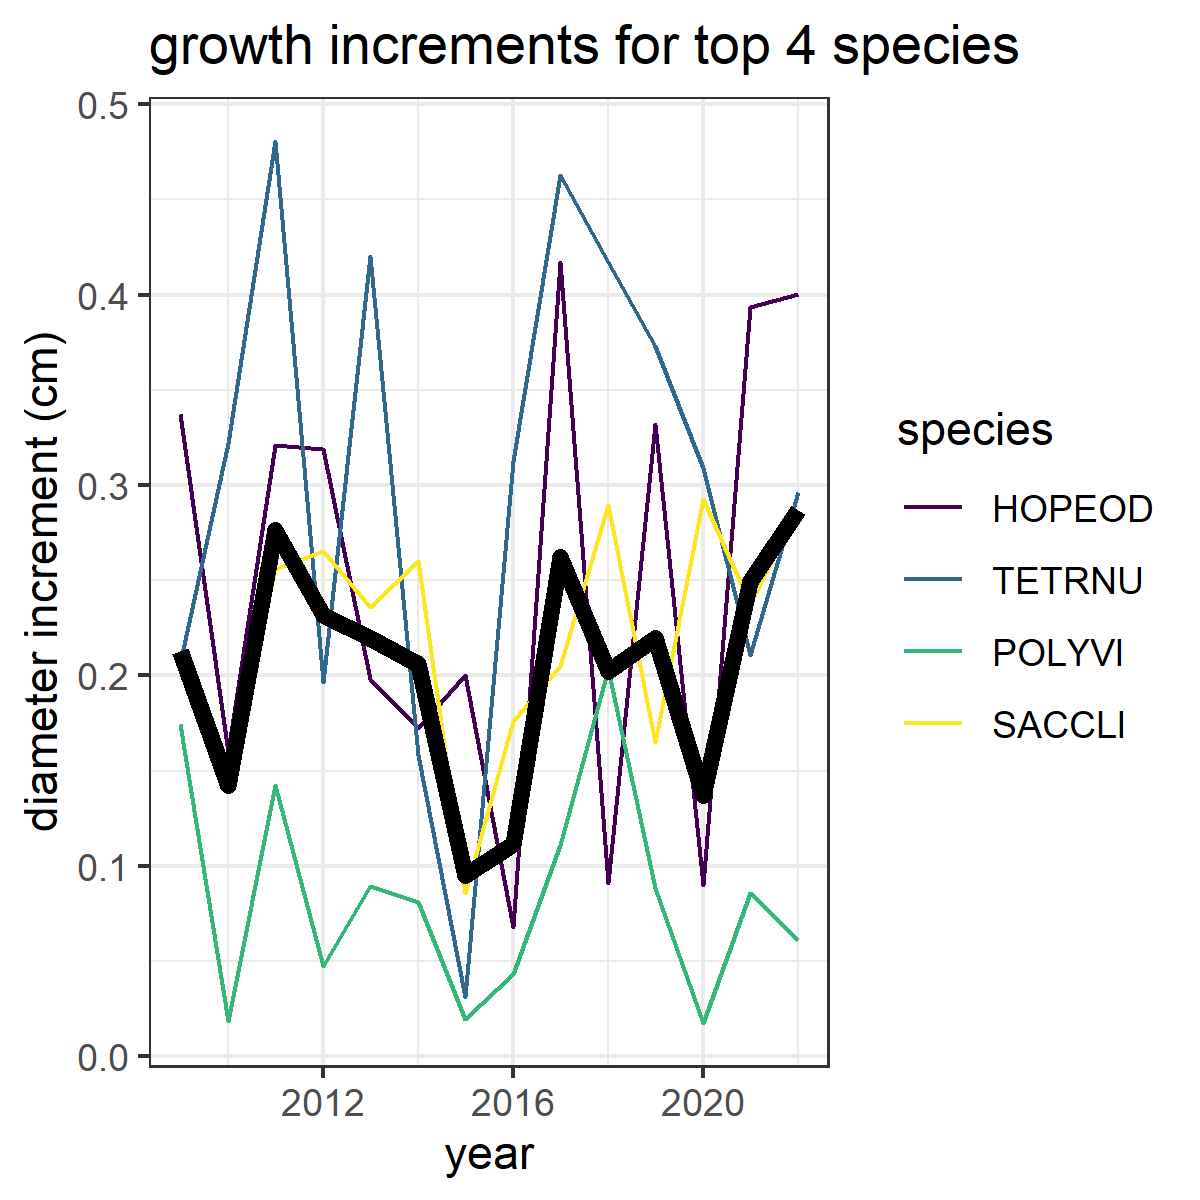 growth increments for top 4 species
0.5
0.4
0.3
0.2
0.1
0.0
diameter increment (cm)
2012 2016 2020
year
species
HOPEOD
TETRNU
POLYVI
SACCLI